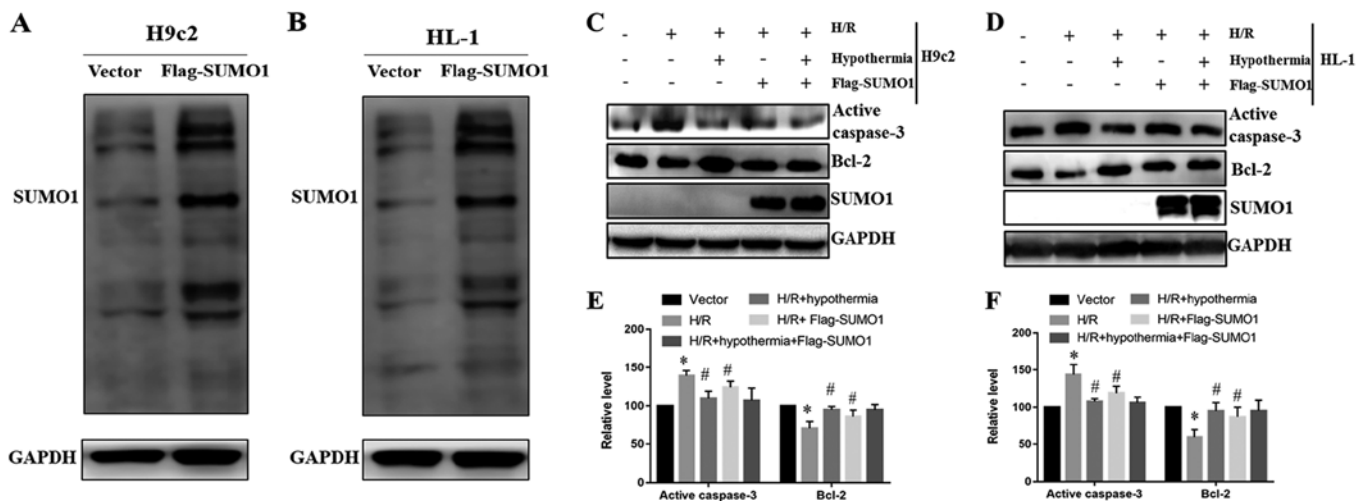 A
H9c2
Vector Flag-SUMO1
SUMO1
GAPDH
B
HL-1
Vector Flag-SUMO1
SUMO1
GAPDH
C
- + + + + H/R
- - + - + Hypothermia
- - - + + Flag-SUMO1
H9c2
Active
caspase-3
Bcl-2
SUMO1
GAPDH
D
- + + + + H/R
- - + - + Hypothermia
- - - + + Flag-SUMO1
HL-1
Active
caspase-3
Bcl-2
SUMO1
GAPDH
E
Vector H/R+hypothermia
H/R H/R+ Flag-SUMO1
H/R+hypothermia+Flag-SUMO1
Relative level
200
150
100
50
0
* # #
* # #
Active caspase-3 Bcl-2
F
Vector H/R+hypothermia
H/R H/R+Flag-SUMO1
H/R+hypothermia+Flag-SUMO1
Relative level
200
150
100
50
0
* # #
* # #
Active caspase-3 Bcl-2